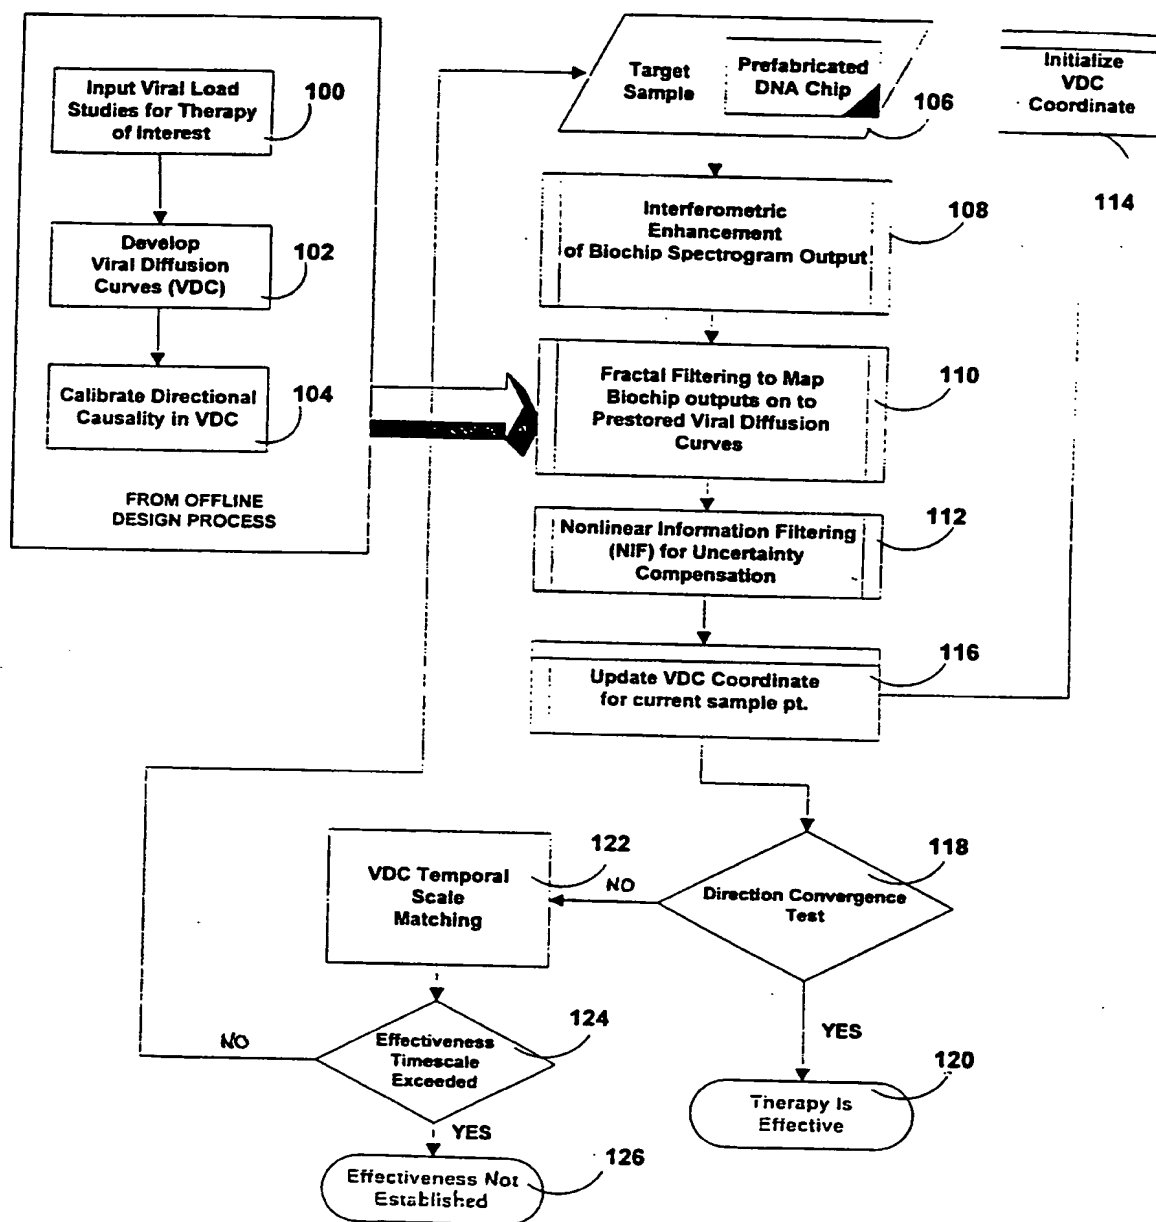 Input Viral Load
Studies for Therapy
of Interest
100
Develop
Viral Diffusion
Curves (VDC)
102
Calibrate Directional
Causality in VDC
104
FROM OFFLINE
DESIGN PROCESS
Target
Sample
Prefabricated
DNA Chip
106
Initialize
VDC
Coordinate
114
Interferometric
Enhancement
of Biochip Spectrogram Output
108
Fractal Filtering to Map
Biochip outputs on to
Prestored Viral Diffusion
Curves
110
Nonlinear Information Filtering
(NIF) for Uncertainty
Compensation
112
Update VDC Coordinate
for current sample pt.
116
Direction Convergence
Test
118
NO
VDC Temporal
Scale
Matching
122
YES
Therapy Is
Effective
120
Effectiveness
Timescale
Exceeded
124
NO
YES
Effectiveness Not
Established
126